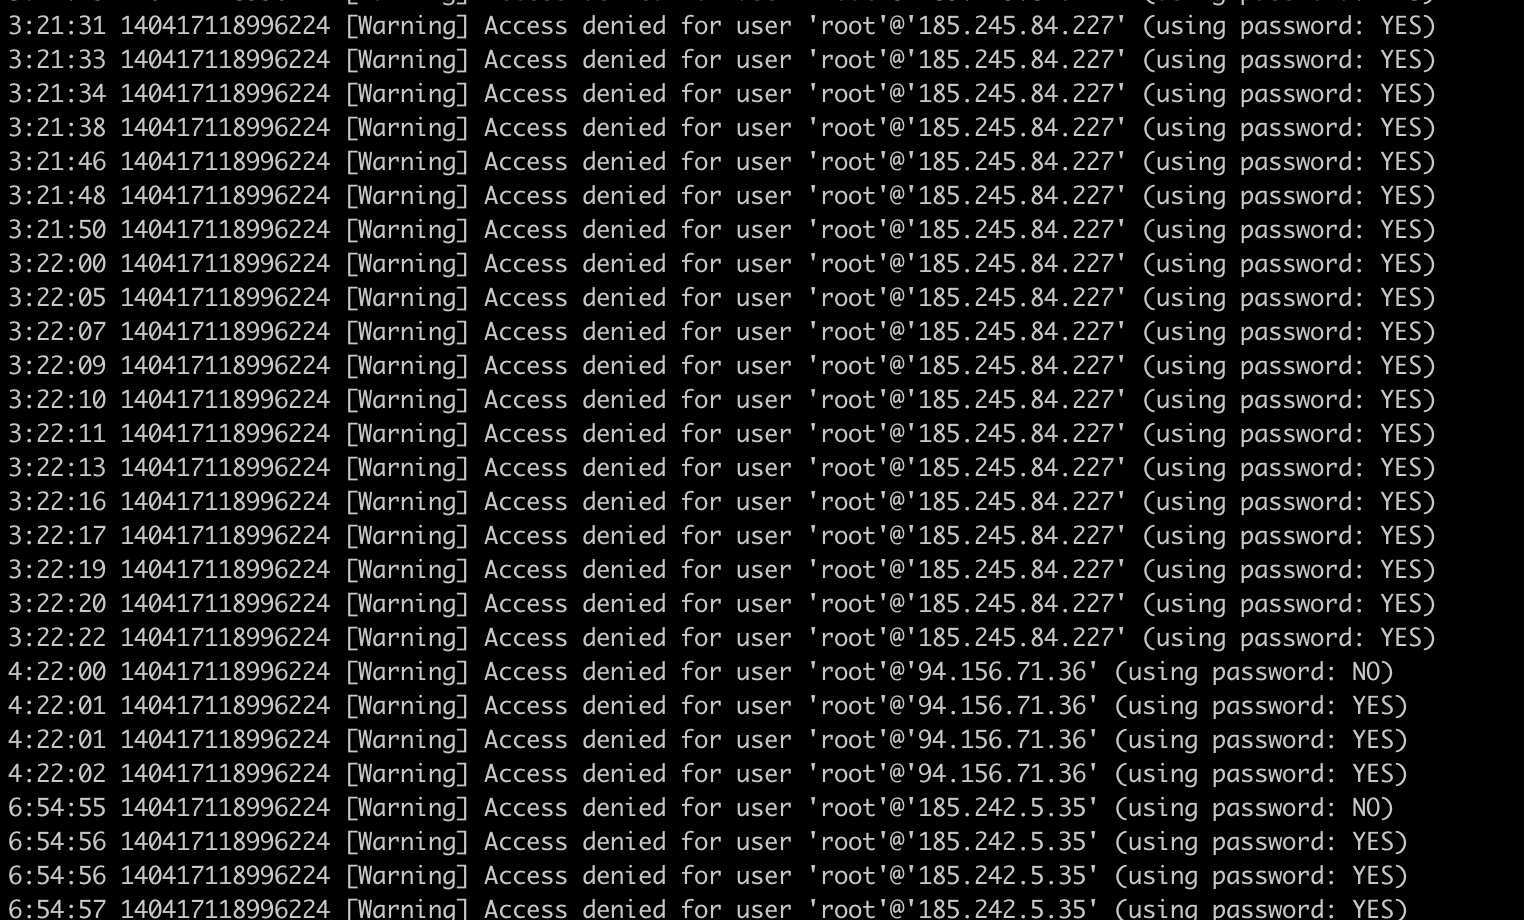 3:21:31 140417118996224 [Warning] Access denied for user 'root'@'185.245.84.227' (using password: YES)
3:21:33 140417118996224 [Warning] Access denied for user 'root'@'185.245.84.227' (using password: YES)
3:21:34 140417118996224 [Warning] Access denied for user 'root'@'185.245.84.227' (using password: YES)
3:21:38 140417118996224 [Warning] Access denied for user 'root'@'185.245.84.227' (using password: YES)
3:21:46 140417118996224 [Warning] Access denied for user 'root'@'185.245.84.227' (using password: YES)
3:21:48 140417118996224 [Warning] Access denied for user 'root'@'185.245.84.227' (using password: YES)
3:21:50 140417118996224 [Warning] Access denied for user 'root'@'185.245.84.227' (using password: YES)
3:22:00 140417118996224 [Warning] Access denied for user 'root'@'185.245.84.227' (using password: YES)
3:22:05 140417118996224 [Warning] Access denied for user 'root'@'185.245.84.227' (using password: YES)
3:22:07 140417118996224 [Warning] Access denied for user 'root'@'185.245.84.227' (using password: YES)
3:22:09 140417118996224 [Warning] Access denied for user 'root'@'185.245.84.227' (using password: YES)
3:22:10 140417118996224 [Warning] Access denied for user 'root'@'185.245.84.227' (using password: YES)
3:22:11 140417118996224 [Warning] Access denied for user 'root'@'185.245.84.227' (using password: YES)
3:22:13 140417118996224 [Warning] Access denied for user 'root'@'185.245.84.227' (using password: YES)
3:22:16 140417118996224 [Warning] Access denied for user 'root'@'185.245.84.227' (using password: YES)
3:22:17 140417118996224 [Warning] Access denied for user 'root'@'185.245.84.227' (using password: YES)
3:22:19 140417118996224 [Warning] Access denied for user 'root'@'185.245.84.227' (using password: YES)
3:22:20 140417118996224 [Warning] Access denied for user 'root'@'185.245.84.227' (using password: YES)
3:22:22 140417118996224 [Warning] Access denied for user 'root'@'185.245.84.227' (using password: YES)
4:22:00 140417118996224 [Warning] Access denied for user 'root'@'94.156.71.36' (using password: NO)
4:22:01 140417118996224 [Warning] Access denied for user 'root'@'94.156.71.36' (using password: YES)
4:22:01 140417118996224 [Warning] Access denied for user 'root'@'94.156.71.36' (using password: YES)
4:22:02 140417118996224 [Warning] Access denied for user 'root'@'94.156.71.36' (using password: YES)
6:54:55 140417118996224 [Warning] Access denied for user 'root'@'185.242.5.35' (using password: NO)
6:54:56 140417118996224 [Warning] Access denied for user 'root'@'185.242.5.35' (using password: YES)
6:54:56 140417118996224 [Warning] Access denied for user 'root'@'185.242.5.35' (using password: YES)
6:54:57 140417118996224 [Warning] Access denied for user 'root'@'185.242.5.35' (using password: YES)